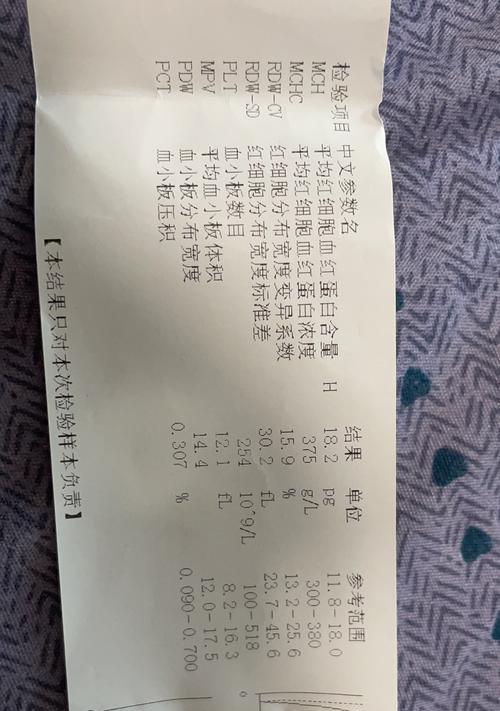 检验项目 中文参数名 结果 单位 参考范围
MCH 平均红细胞血红蛋白含量 H 18.2 pg 11.8-18.0
MCHC 平均红细胞血红蛋白浓度 375 g/L 300-380
RDW-CV 红细胞分布宽度变异系数 15.9 % 13.2-25.6
RDW-SD 红细胞分布宽度标准差 30.2 fL 23.7-45.6
PLT 血小板数目 254 10^9/L 100-518
MPV 平均血小板体积 12.1 fL 8.2-16.3
PDW 血小板分布宽度 14.4 12.0-17.5
PCT 血小板压积 0.307 % 0.090-0.700
【本结果只对本次检验样本负责】
0